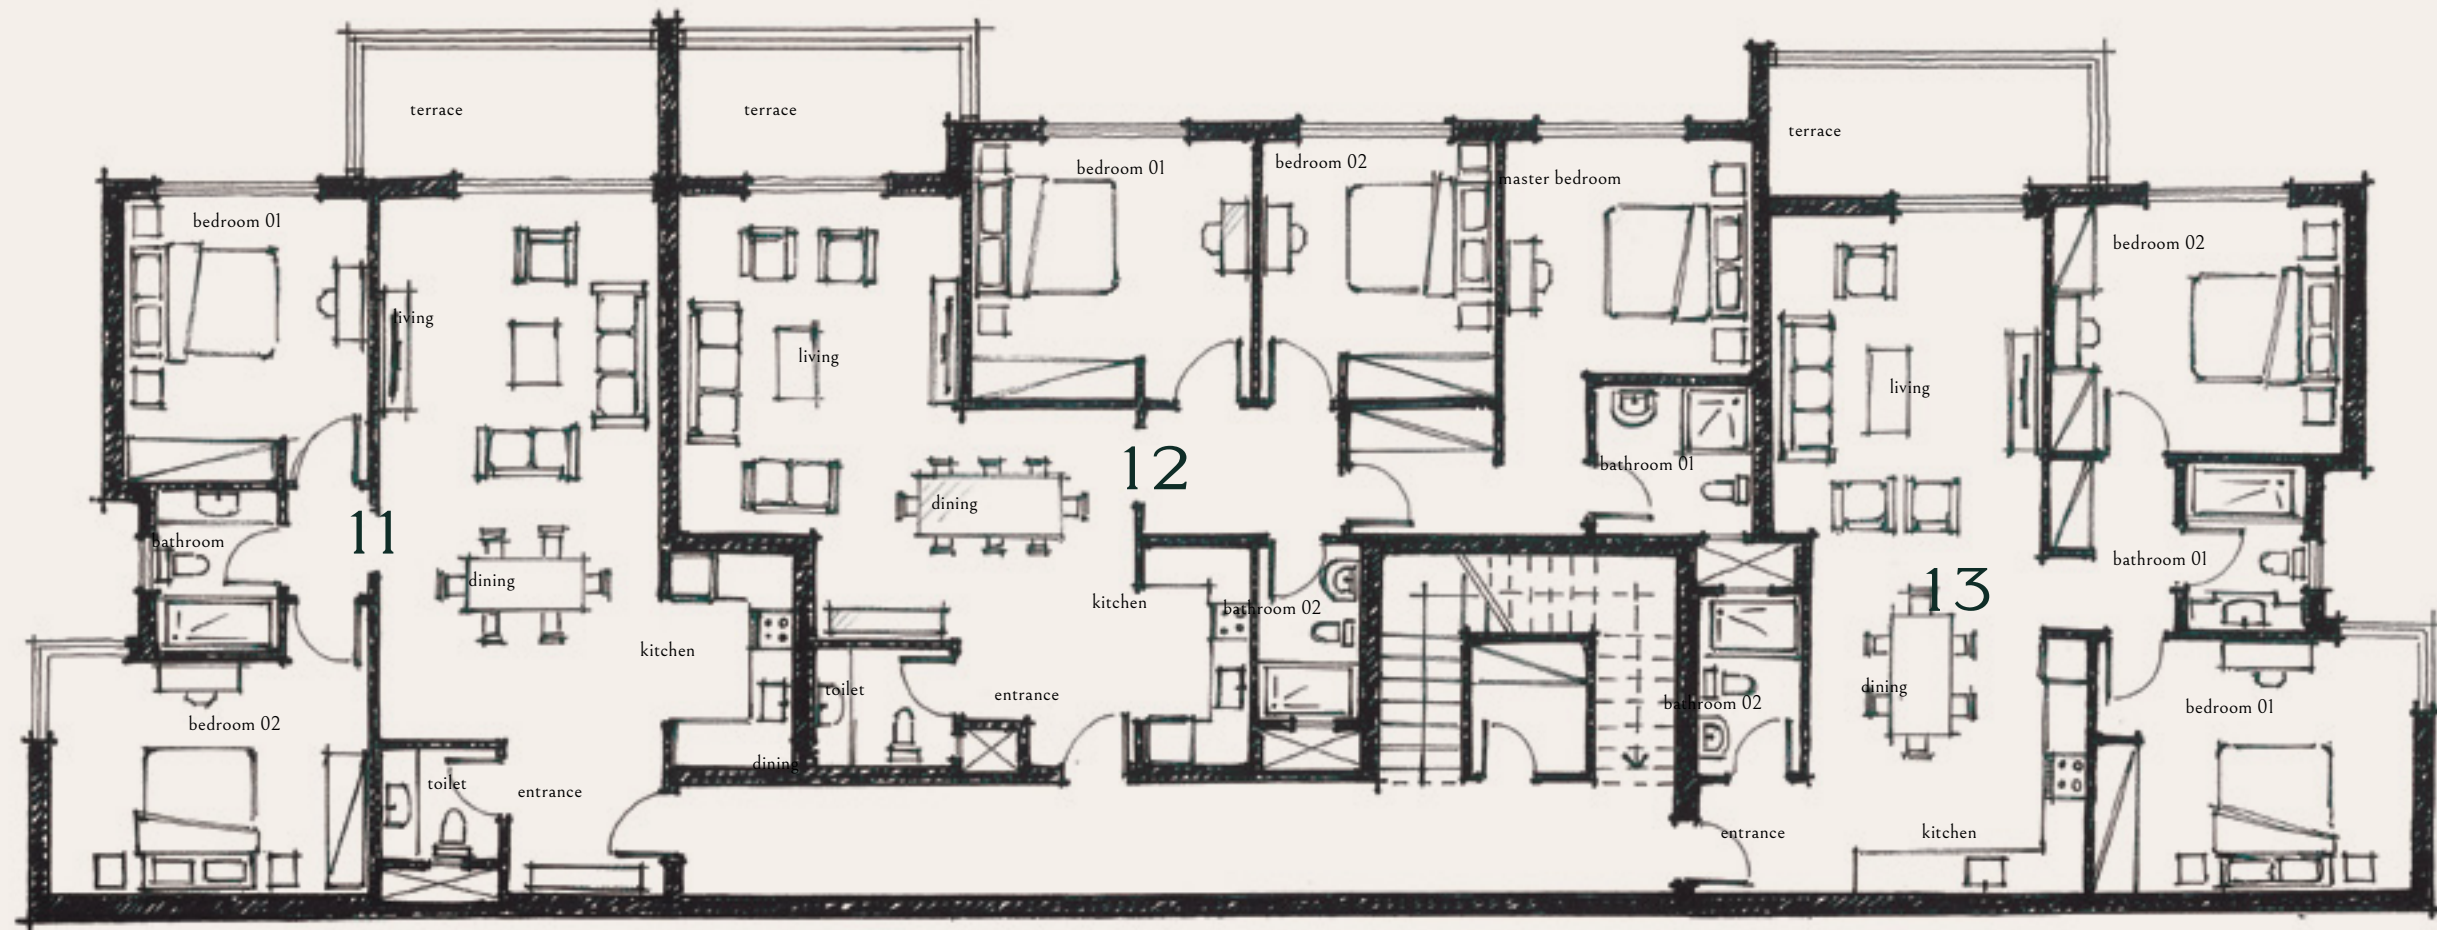 terrace
terrace
terrace
bedroom 01
bedroom 02
master bedroom
bedroom 01
bedroom 02
living
living
living
12
bathroom 01
dining
11
bathroom
dining
bathroom 01
13
kitchen
bathroom 02
kitchen
toilet
entrance
dining
bathroom 02
bedroom 01
bedroom 02
dining
toilet
entrance
entrance
kitchen